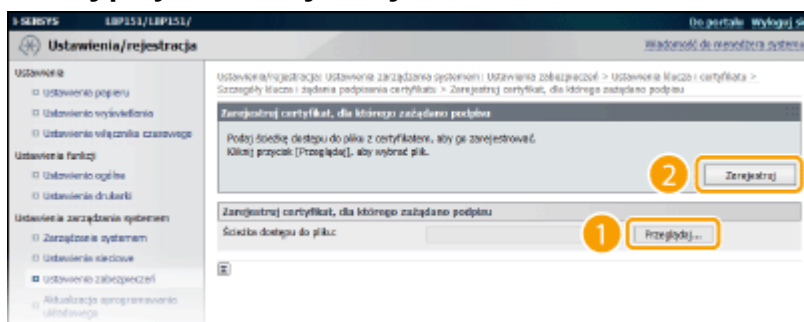 I-SENSYS LBP151/LBP151/ Do portalu Wyloguj si
Ustawienia/rejestracja Wiadomość do menedżera systema
Ustawienia
Ustawienia papieru
Ustawienia wyświetlania
Ustawienia włącznika czasowego
Ustawienia funkcji
Ustawienia ogólne
Ustawienia drukarki
Ustawienia zarządzania systemem
Zarządzanie systemem
Ustawienia sieciowe
Ustawienia zabezpieczeń
Aktualizacja oprogramowania
układowego
Ustawienia/rejestracja: Ustawienia zarządzania systemem: Ustawienia zabezpieczeń > Ustawienia klucza i certyfikatu >
Szczegóły klucza i żądania podpisania certyfikatu > Zarejestruj certyfikat, dla którego zażądano podpisu
Zarejestruj certyfikat, dla którego zażądano podpisu
Podaj ścieżkę dostępu do pliku z certyfikatem, aby go zarejestrować.
Kliknij przycisk [Przeglądaj], aby wybrać plik.
2 Zarejestruj
Zarejestruj certyfikat, dla którego zażądano podpisu
Ścieżka dostępu do pliku: 1 Przeglądaj...